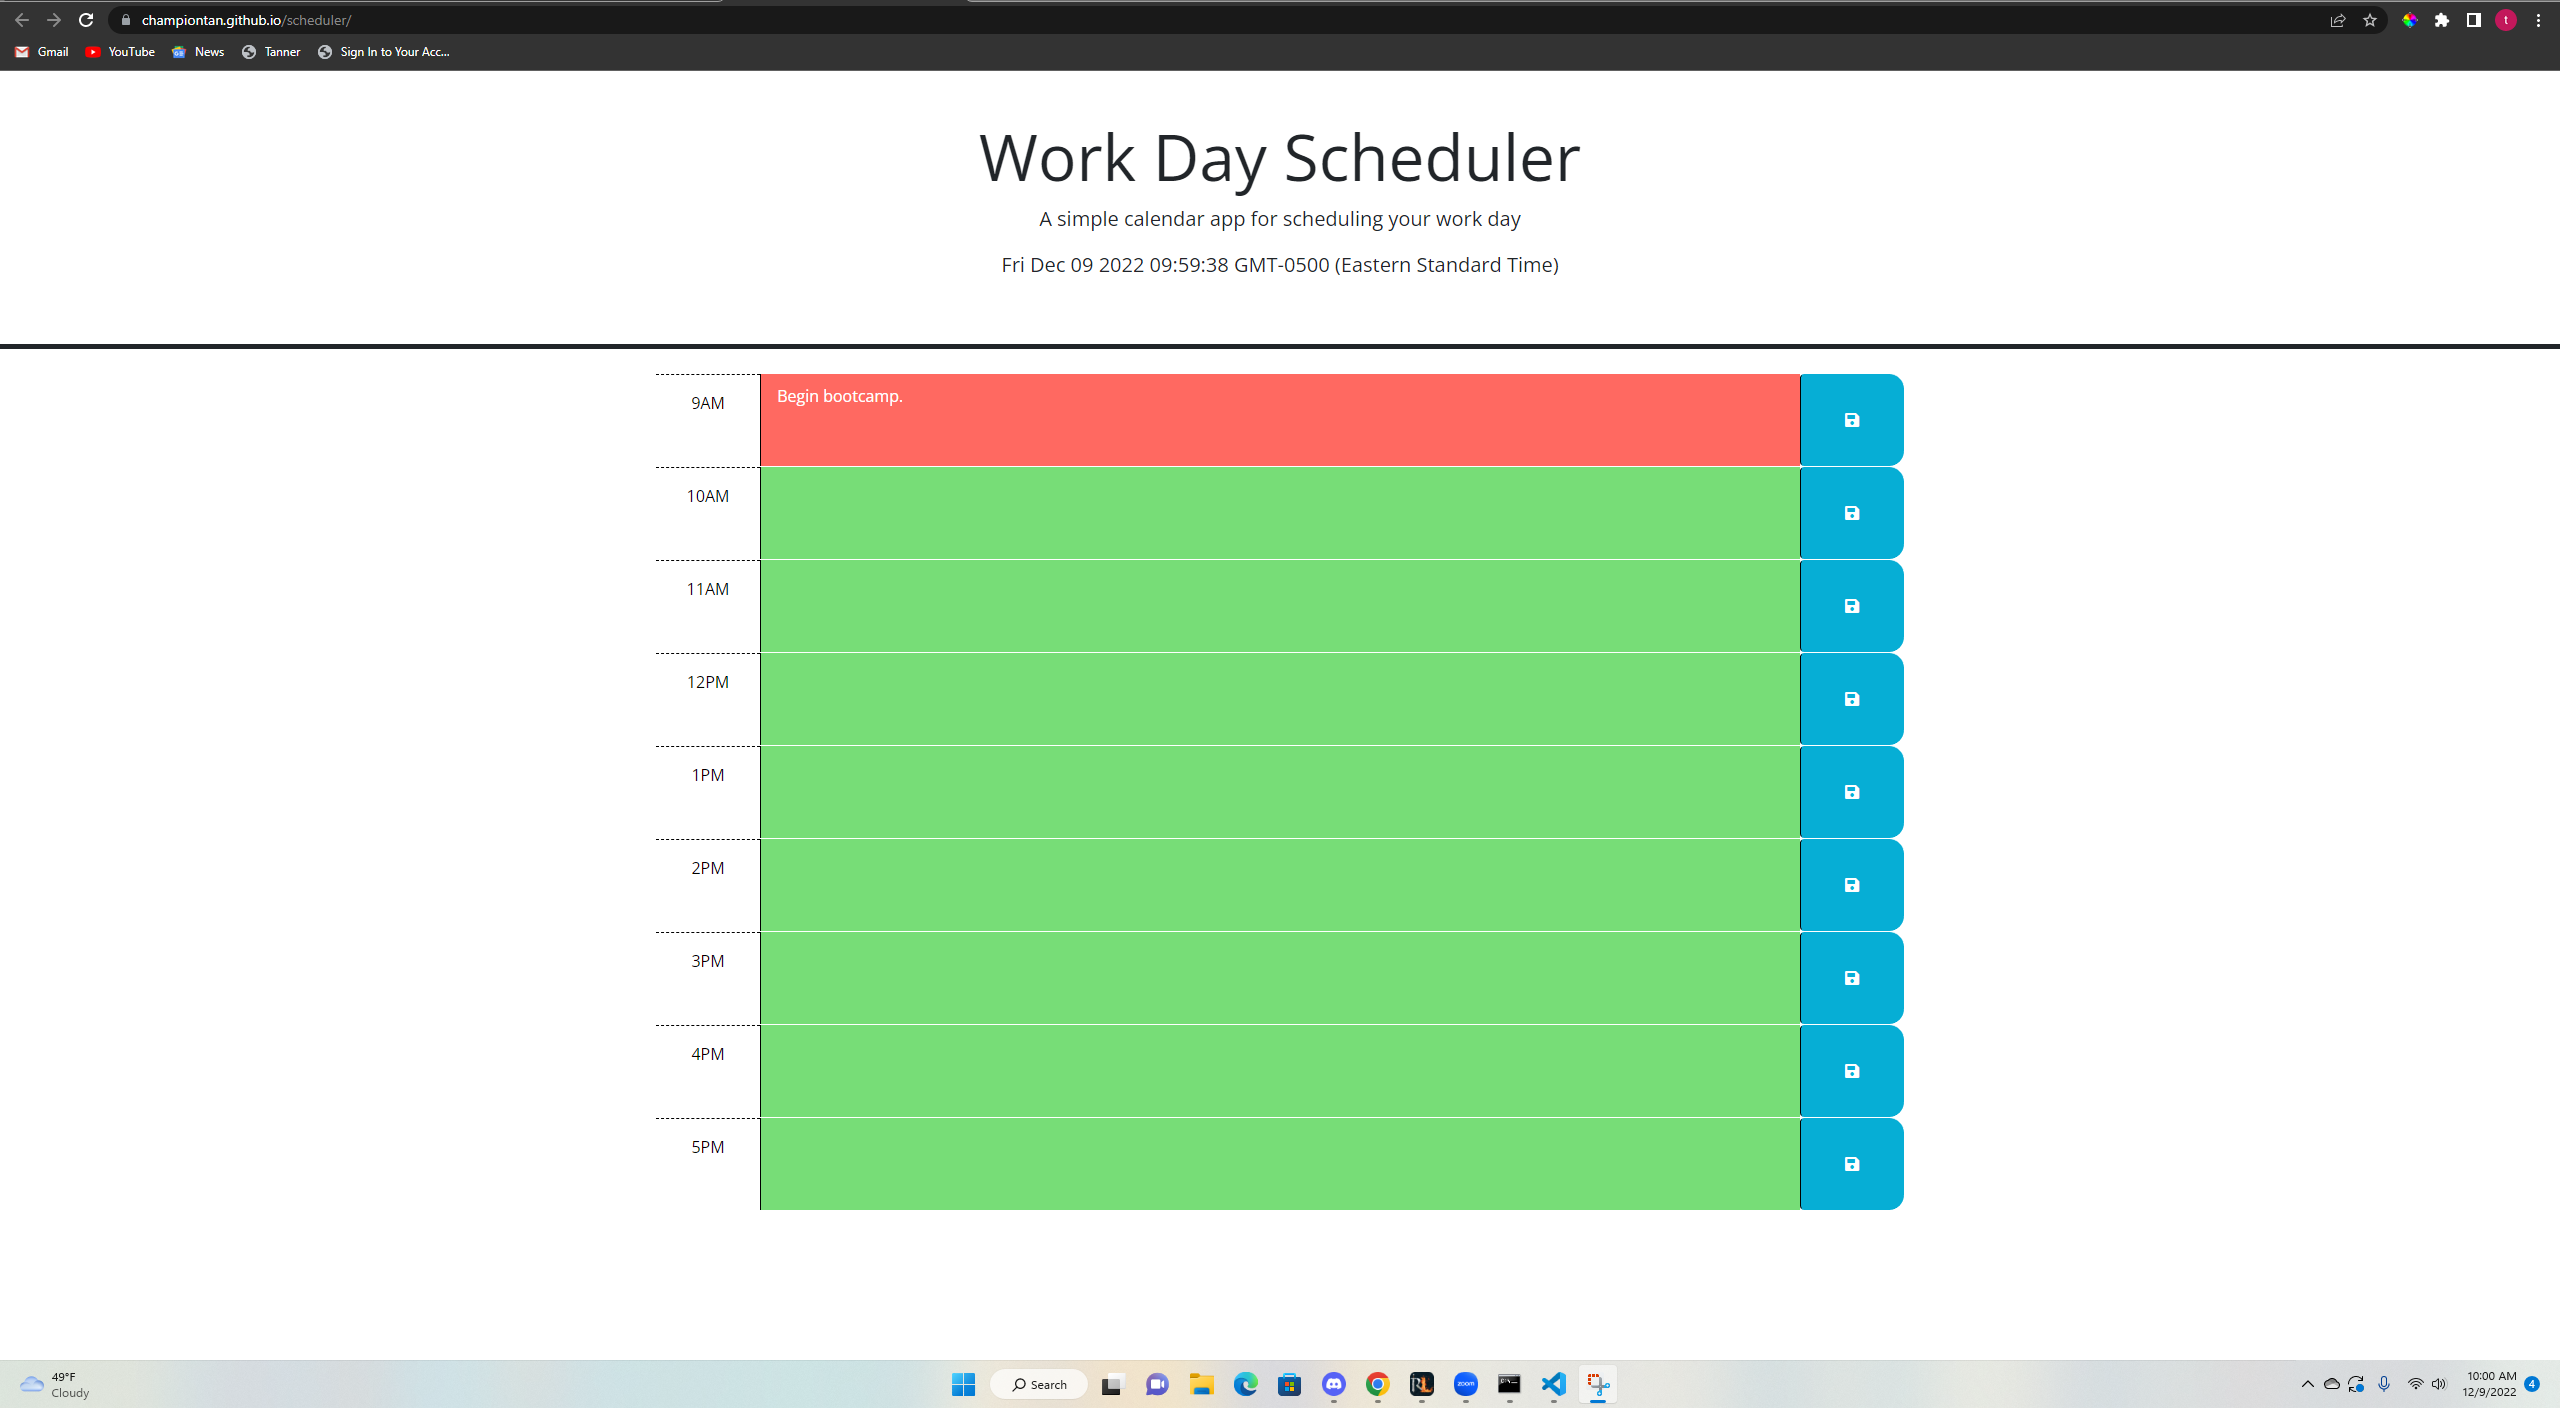 championtan.github.io/scheduler/
t
Gmail
YouTube
News
Tanner
Sign In to Your Acc...
Work Day Scheduler
A simple calendar app for scheduling your work day
Fri Dec 09 2022 09:59:38 GMT-0500 (Eastern Standard Time)
9AM
Begin bootcamp.
10AM
11AM
12PM
1PM
2PM
3PM
4PM
5PM
49°F
Cloudy
Search
RL
zoom
10:00 AM
12/9/2022
4